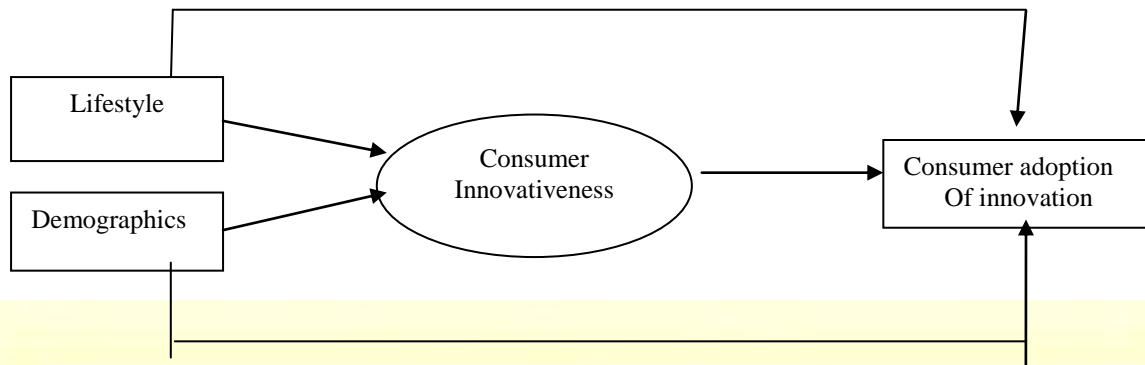 Lifestyle
Demographics
Consumer
Innovativeness
Consumer adoption
Of innovation